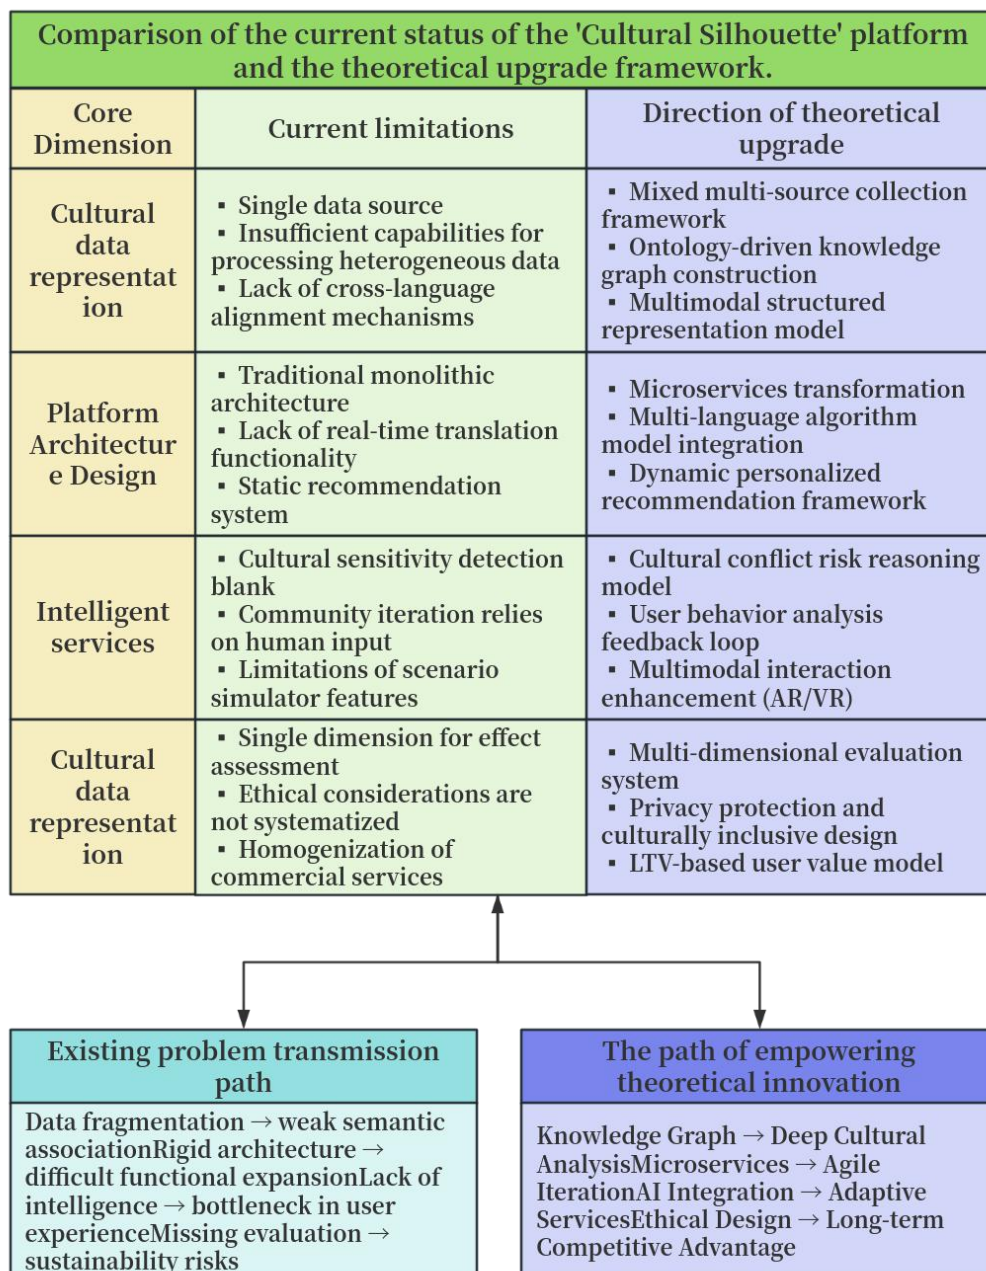 Comparison of the current status of the 'Cultural Silhouette' platform
and the theoretical upgrade framework.
Core
Dimension
Current limitations
Direction of theoretical
upgrade
Cultural
data
representat
ion
▪ Single data source
▪ Insufficient capabilities for
processing heterogeneous data
▪ Lack of cross-language
alignment mechanisms
▪ Mixed multi-source collection
framework
▪ Ontology-driven knowledge
graph construction
▪ Multimodal structured
representation model
Platform
Architectur
e Design
▪ Traditional monolithic
architecture
▪ Lack of real-time translation
functionality
▪ Static recommendation
system
▪ Microservices transformation
▪ Multi-language algorithm
model integration
▪ Dynamic personalized
recommendation framework
Intelligent
services
▪ Cultural sensitivity detection
blank
▪ Community iteration relies
on human input
▪ Limitations of scenario
simulator features
▪ Cultural conflict risk reasoning
model
▪ User behavior analysis
feedback loop
▪ Multimodal interaction
enhancement (AR/VR)
Cultural
data
representat
ion
▪ Single dimension for effect
assessment
▪ Ethical considerations are
not systematized
▪ Homogenization of
commercial services
▪ Multi-dimensional evaluation
system
▪ Privacy protection and
culturally inclusive design
▪ LTV-based user value model
Existing problem transmission
path
Data fragmentation → weak semantic
associationRigid architecture →
difficult functional expansionLack of
intelligence → bottleneck in user
experienceMissing evaluation →
sustainability risks
The path of empowering
theoretical innovation
Knowledge Graph → Deep Cultural
AnalysisMicroservices → Agile
IterationAI Integration → Adaptive
ServicesEthical Design → Long-term
Competitive Advantage